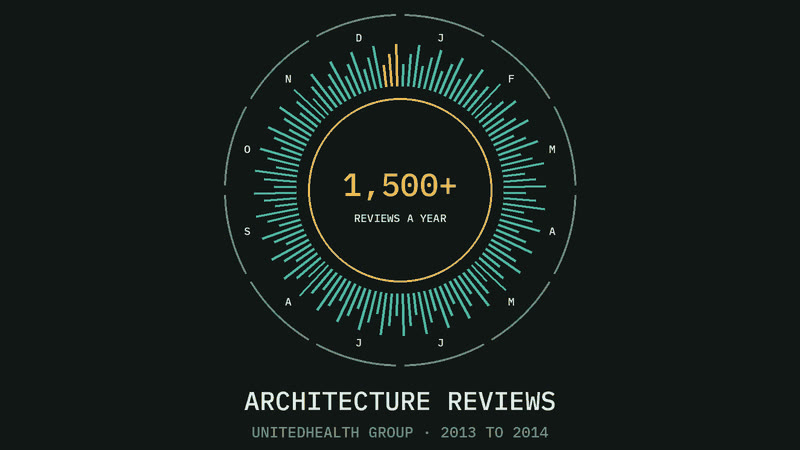 D J
N F
O M
1,500+
REVIEWS A YEAR
S A
A M
J J
ARCHITECTURE REVIEWS
UNITEDHEALTH GROUP · 2013 TO 2014